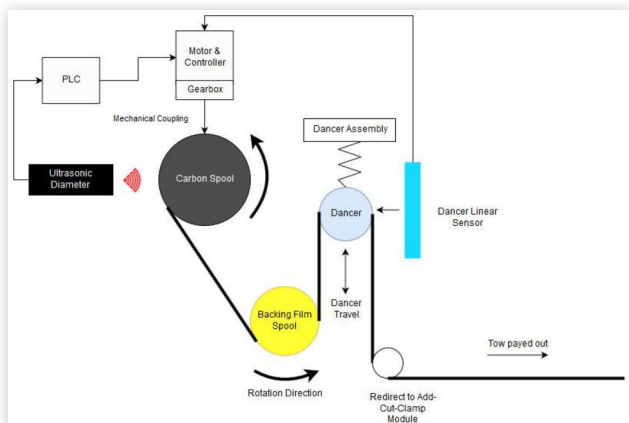 Motor &
Controller
PLC
Gearbox
Mechanical Coupling
Dancer Assembly
Ultrasonic
Diameter
Carbon Spool
Dancer
Dancer Linear
Sensor
Backing Film
Spool
Dancer
Travel
Tow payed out
Rotation Direction
Redirect to Add-
Cut-Clamp
Module